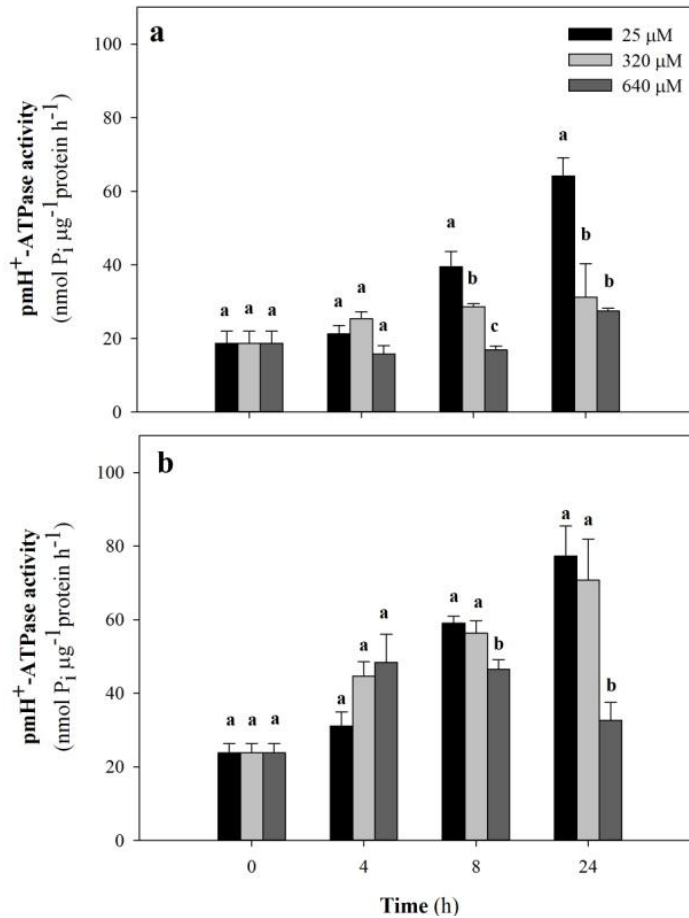 a
25 μM
320 μM
640 μM
pmH⁺-ATPase activity
(nmol Pᵢ μg⁻¹protein h⁻¹)
100
80
60
40
20
0
a a a
a a a
a b c
a b b
b
pmH⁺-ATPase activity
(nmol Pᵢ μg⁻¹protein h⁻¹)
100
80
60
40
20
0
a a a
a a a
a a b
a a b
0 4 8 24
Time (h)